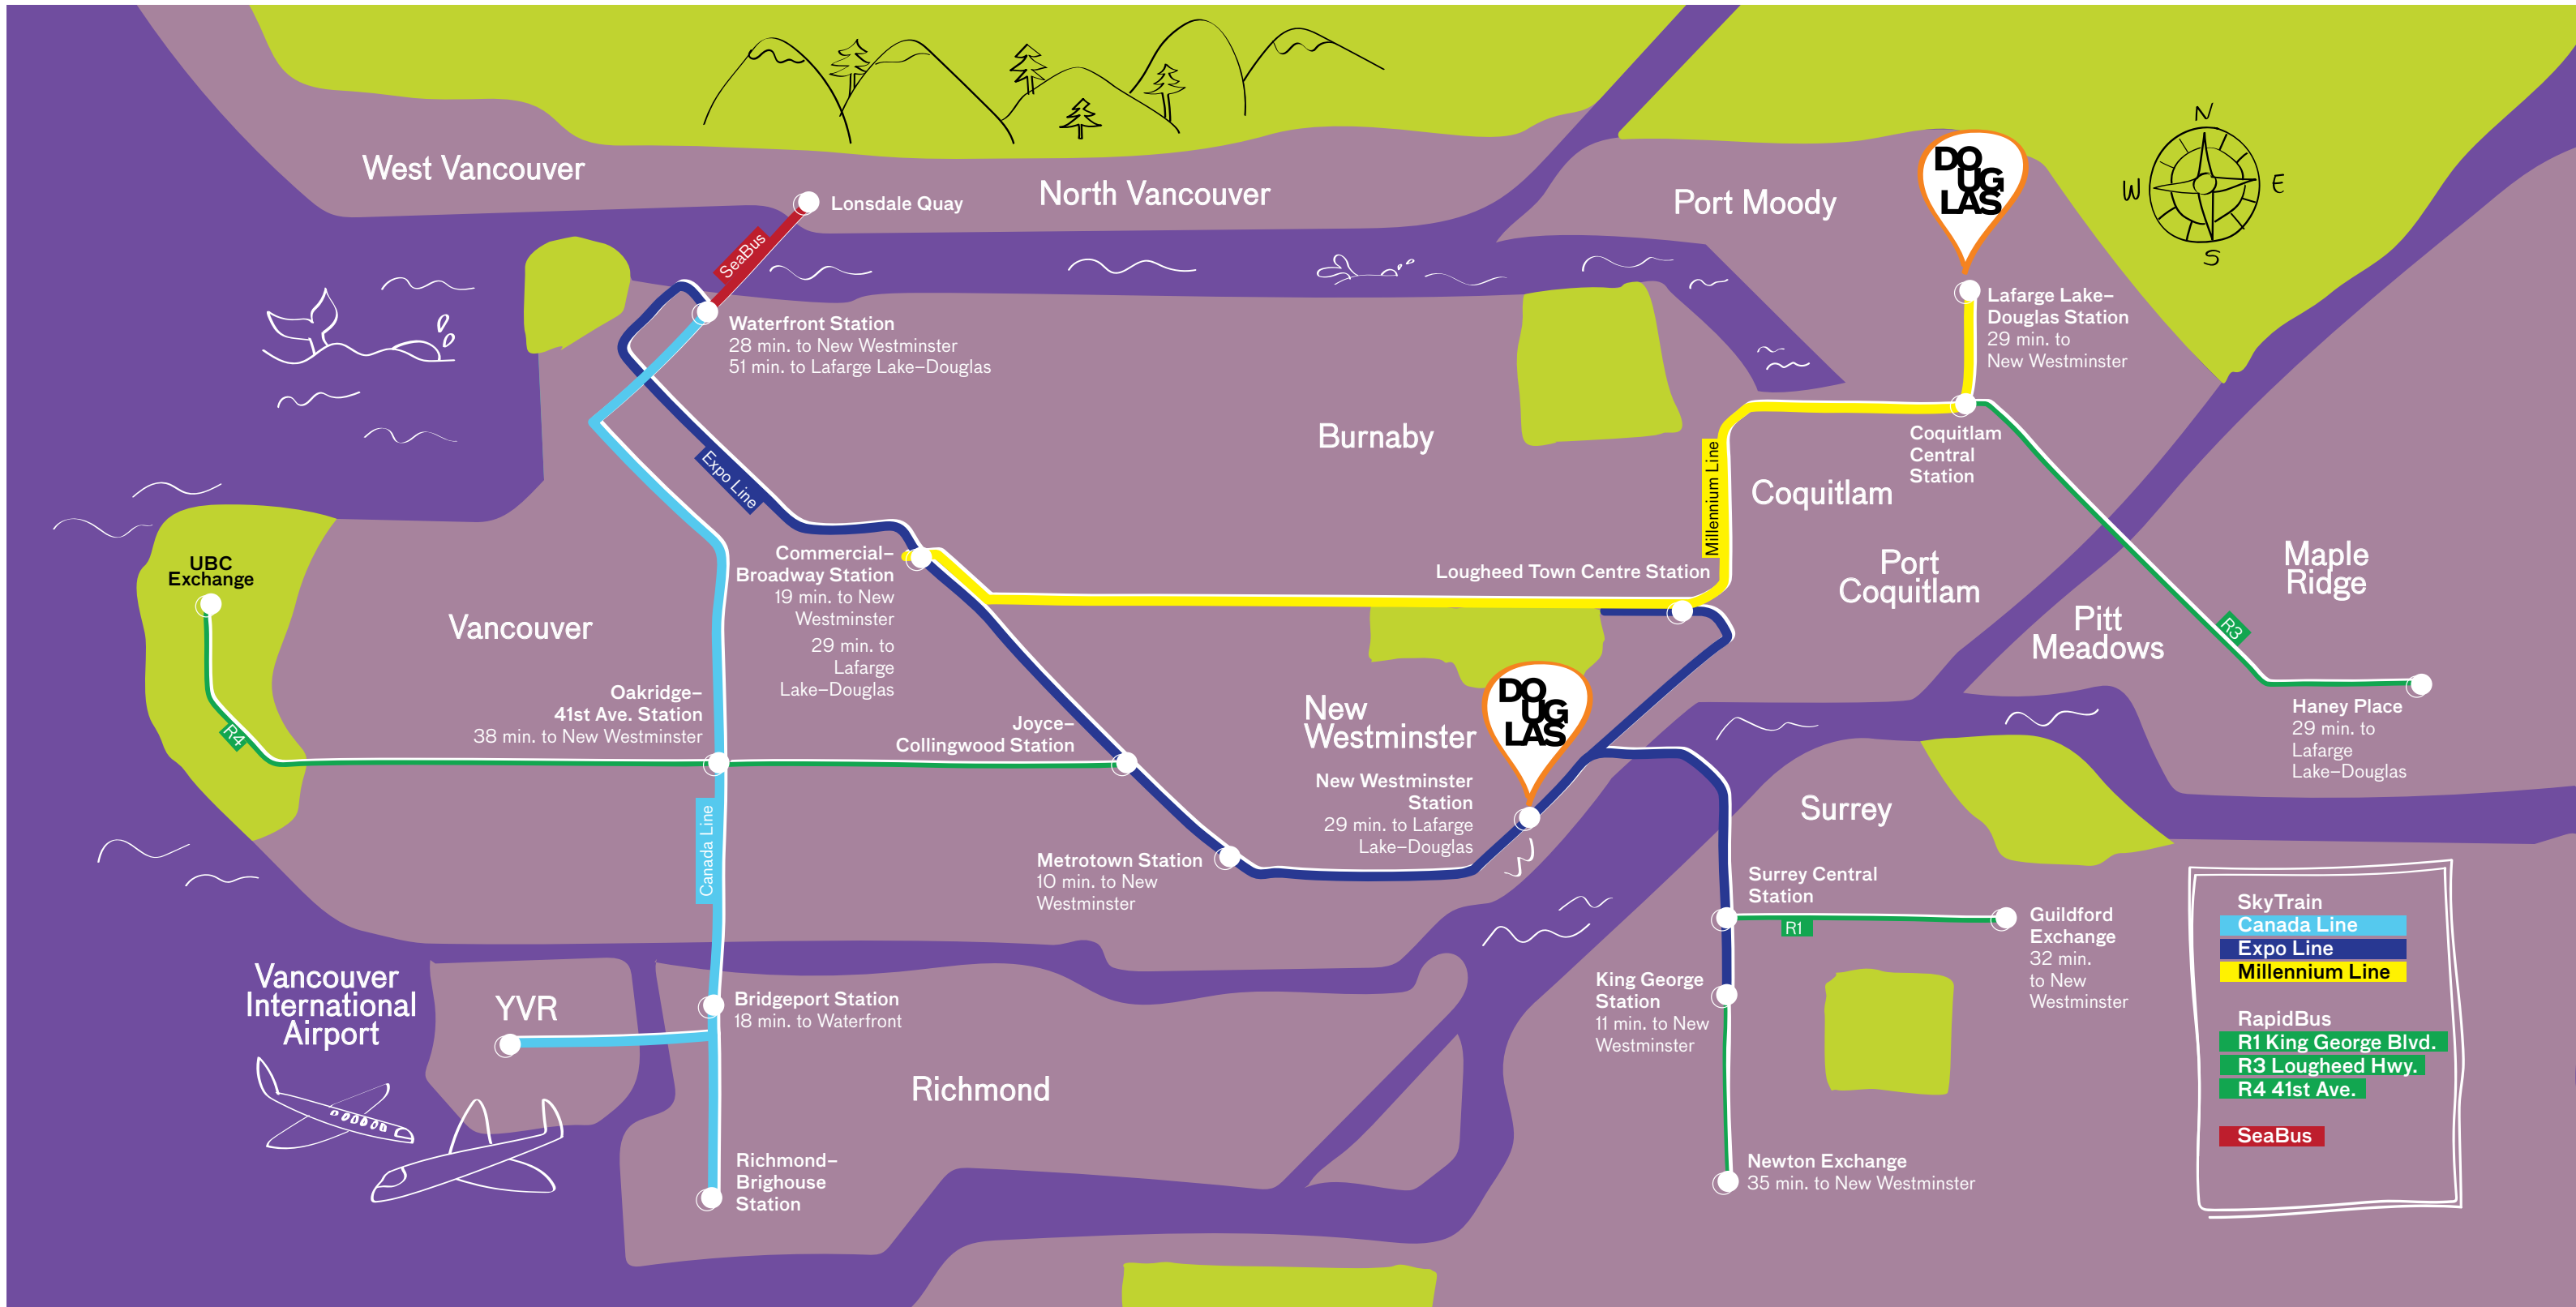 West Vancouver
North Vancouver
Port Moody
DO
UG
LAS
N
W
E
S
Lonsdale Quay
SeaBus
Waterfront Station
28 min. to New Westminster
51 min. to Lafarge Lake–Douglas
Lafarge Lake–
Douglas Station
29 min. to
New Westminster
Burnaby
Expo Line
Millennium Line
Coquitlam
Central
Station
Coquitlam
UBC
Exchange
Vancouver
Commercial–
Broadway Station
19 min. to New
Westminster
29 min. to
Lafarge
Lake–Douglas
Lougheed Town Centre Station
Port
Coquitlam
Pitt
Meadows
Maple
Ridge
R3
R4
Oakridge–
41st Ave. Station
38 min. to New Westminster
Joyce–
Collingwood Station
New
Westminster
DO
UG
LAS
New Westminster
Station
29 min. to Lafarge
Lake–Douglas
Haney Place
29 min. to
Lafarge
Lake–Douglas
Canada Line
Metrotown Station
10 min. to New
Westminster
Surrey
Surrey Central
Station
R1
Guildford
Exchange
32 min.
to New
Westminster
King George
Station
11 min. to New
Westminster
Vancouver
International
Airport
YVR
Bridgeport Station
18 min. to Waterfront
Richmond
Richmond–
Brighouse
Station
Newton Exchange
35 min. to New Westminster
SkyTrain
Canada Line
Expo Line
Millennium Line
RapidBus
R1 King George Blvd.
R3 Lougheed Hwy.
R4 41st Ave.
SeaBus